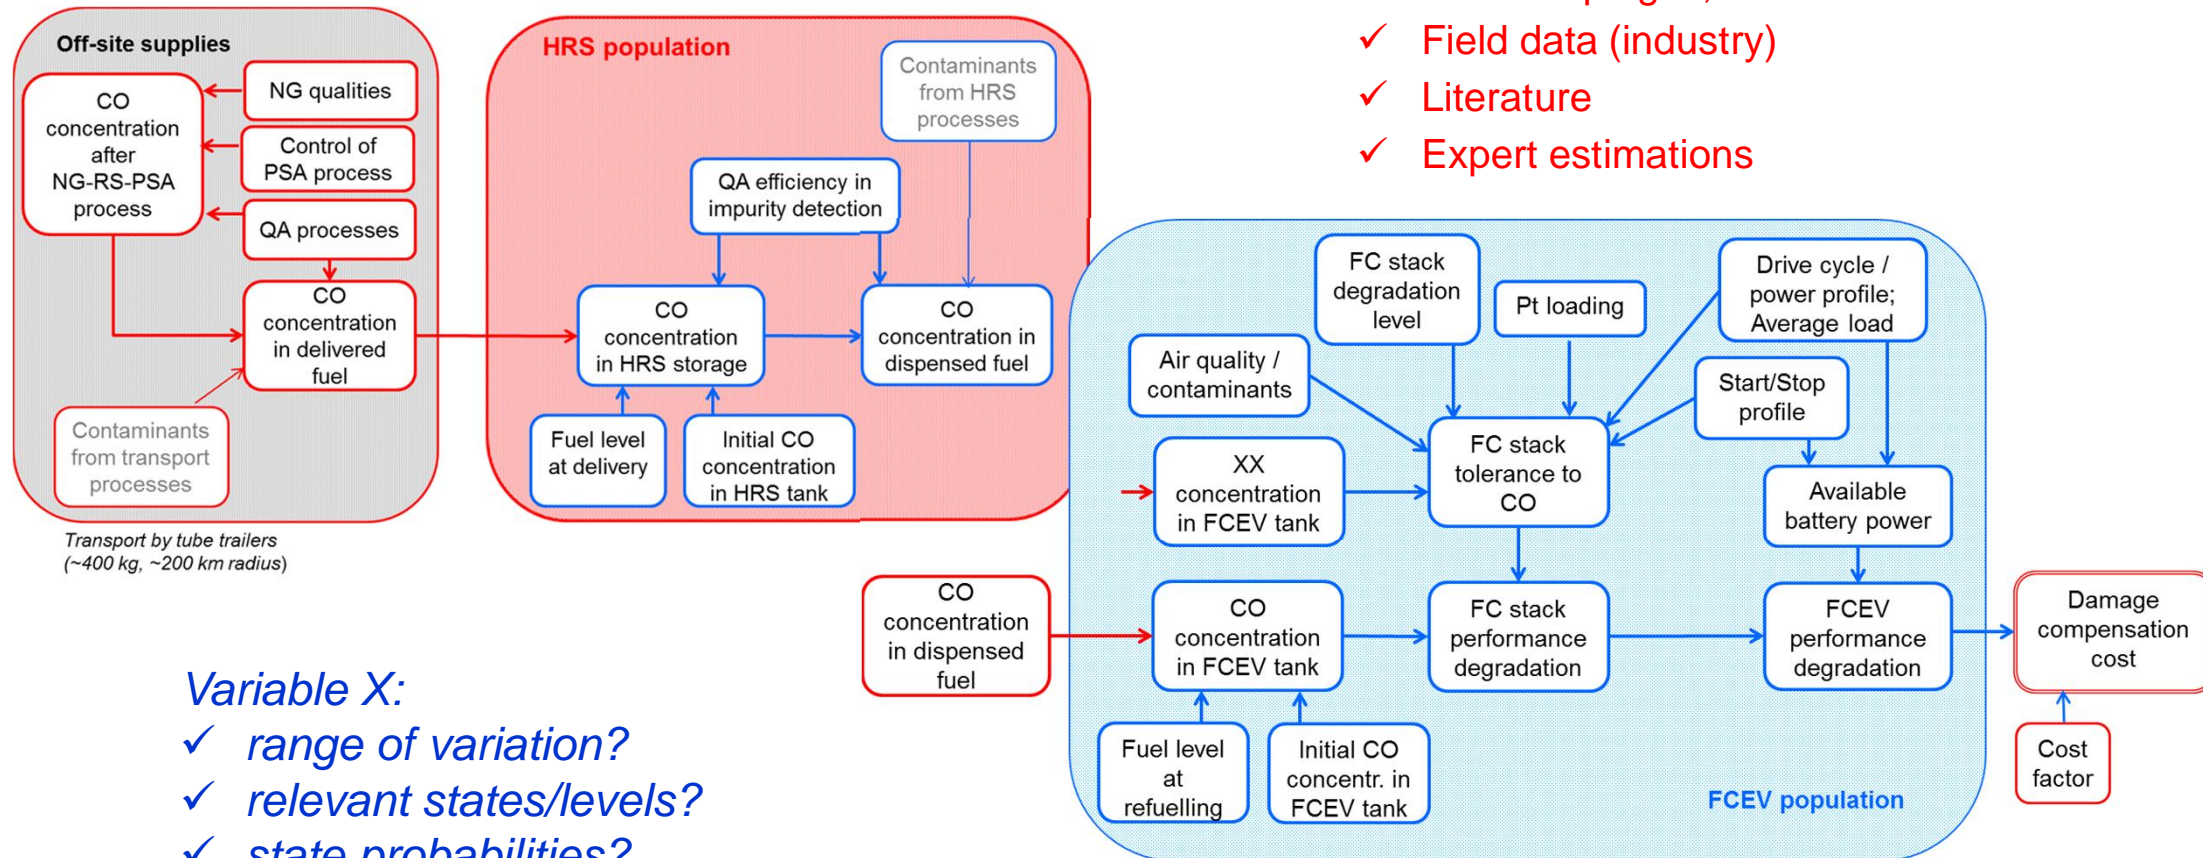 Off-site supplies
CO
concentration
after
NG-RS-PSA
process
NG qualities
Control of
PSA process
QA processes
CO
concentration
in delivered
fuel
Contaminants
from transport
processes
Transport by tube trailers
(~400 kg, ~200 km radius)
HRS population
Contaminants
from HRS
processes
QA efficiency in
impurity detection
CO
concentration
in HRS storage
CO
concentration in
dispensed fuel
Fuel level
at delivery
Initial CO
concentration
in HRS tank
✓ Field data (industry)
✓ Literature
✓ Expert estimations
FC stack
degradation
level
Pt loading
Drive cycle /
power profile;
Average load
Air quality /
contaminants
Start/Stop
profile
XX
concentration
in FCEV tank
FC stack
tolerance to
CO
Available
battery power
CO
concentration
in dispensed
fuel
CO
concentration
in FCEV tank
FC stack
performance
degradation
FCEV
performance
degradation
Damage
compensation
cost
Fuel level
at
refuelling
Initial CO
concentr. in
FCEV tank
FCEV population
Cost
factor
Variable X:
✓ range of variation?
✓ relevant states/levels?
✓ state probabilities?